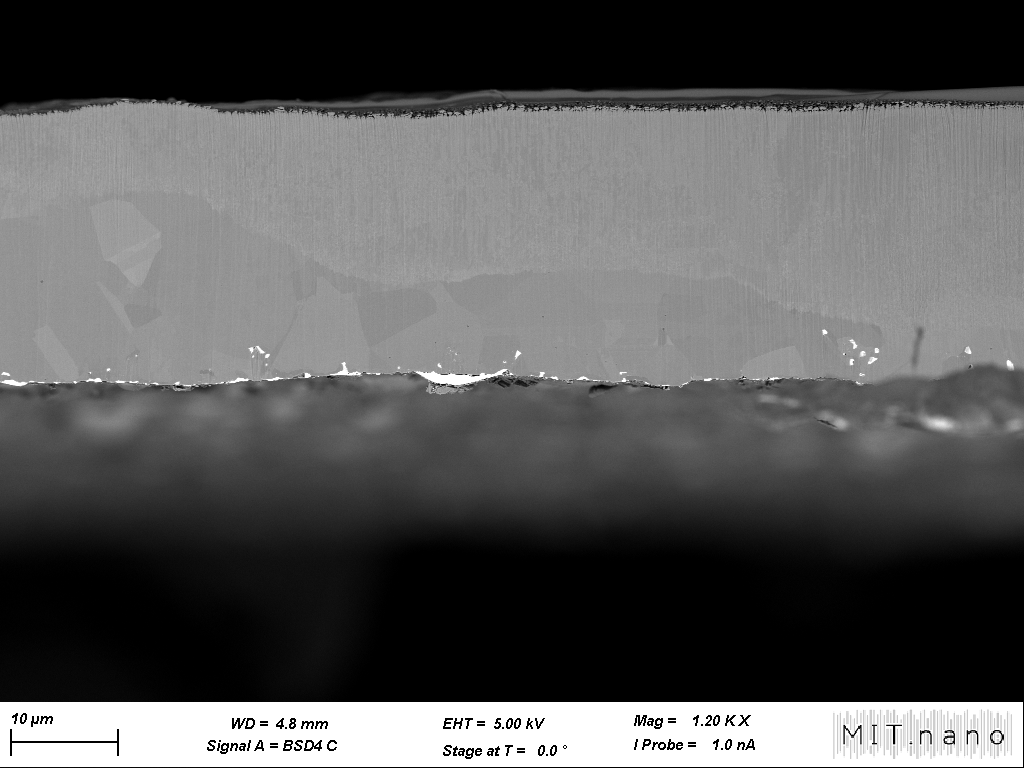 10 µm
WD = 4.8 mm
Signal A = BSD4 C
EHT = 5.00 kV
Stage at T = 0.0 °
Mag = 1.20 K X
I Probe = 1.0 nA
MIT.nano